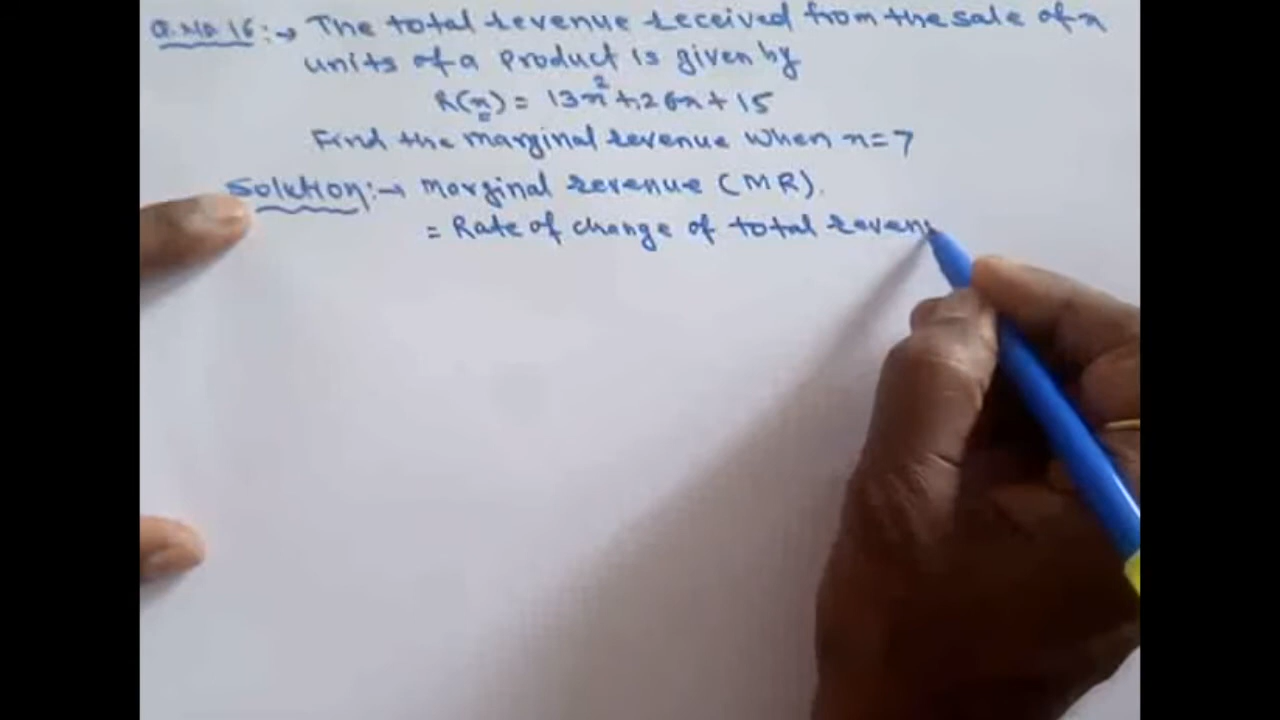 Q.No 16:→ The total revenue received from the sale of x
units of a product is given by
R(x) = 13x² + 26x + 15
Find the marginal revenue when x = 7
Solution:→ Marginal revenue (MR).
= Rate of change of total reven